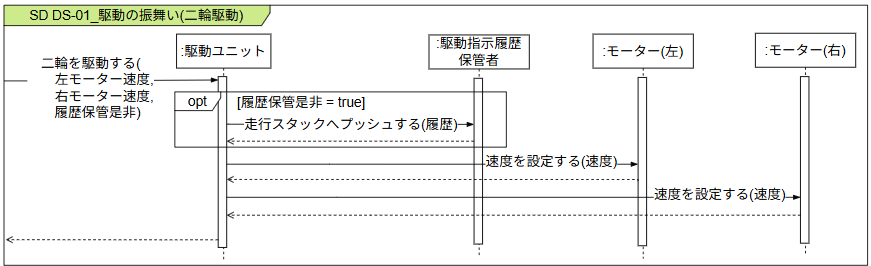 SD DS-01_駆動の振舞い(二輪駆動)
:駆動ユニット
:駆動指示履歴
保管者
:モーター(左)
:モーター(右)
二輪を駆動する(
左モーター速度,
右モーター速度,
履歴保管是非)
opt
[履歴保管是非 = true]
走行スタックへプッシュする(履歴)
速度を設定する(速度)
速度を設定する(速度)